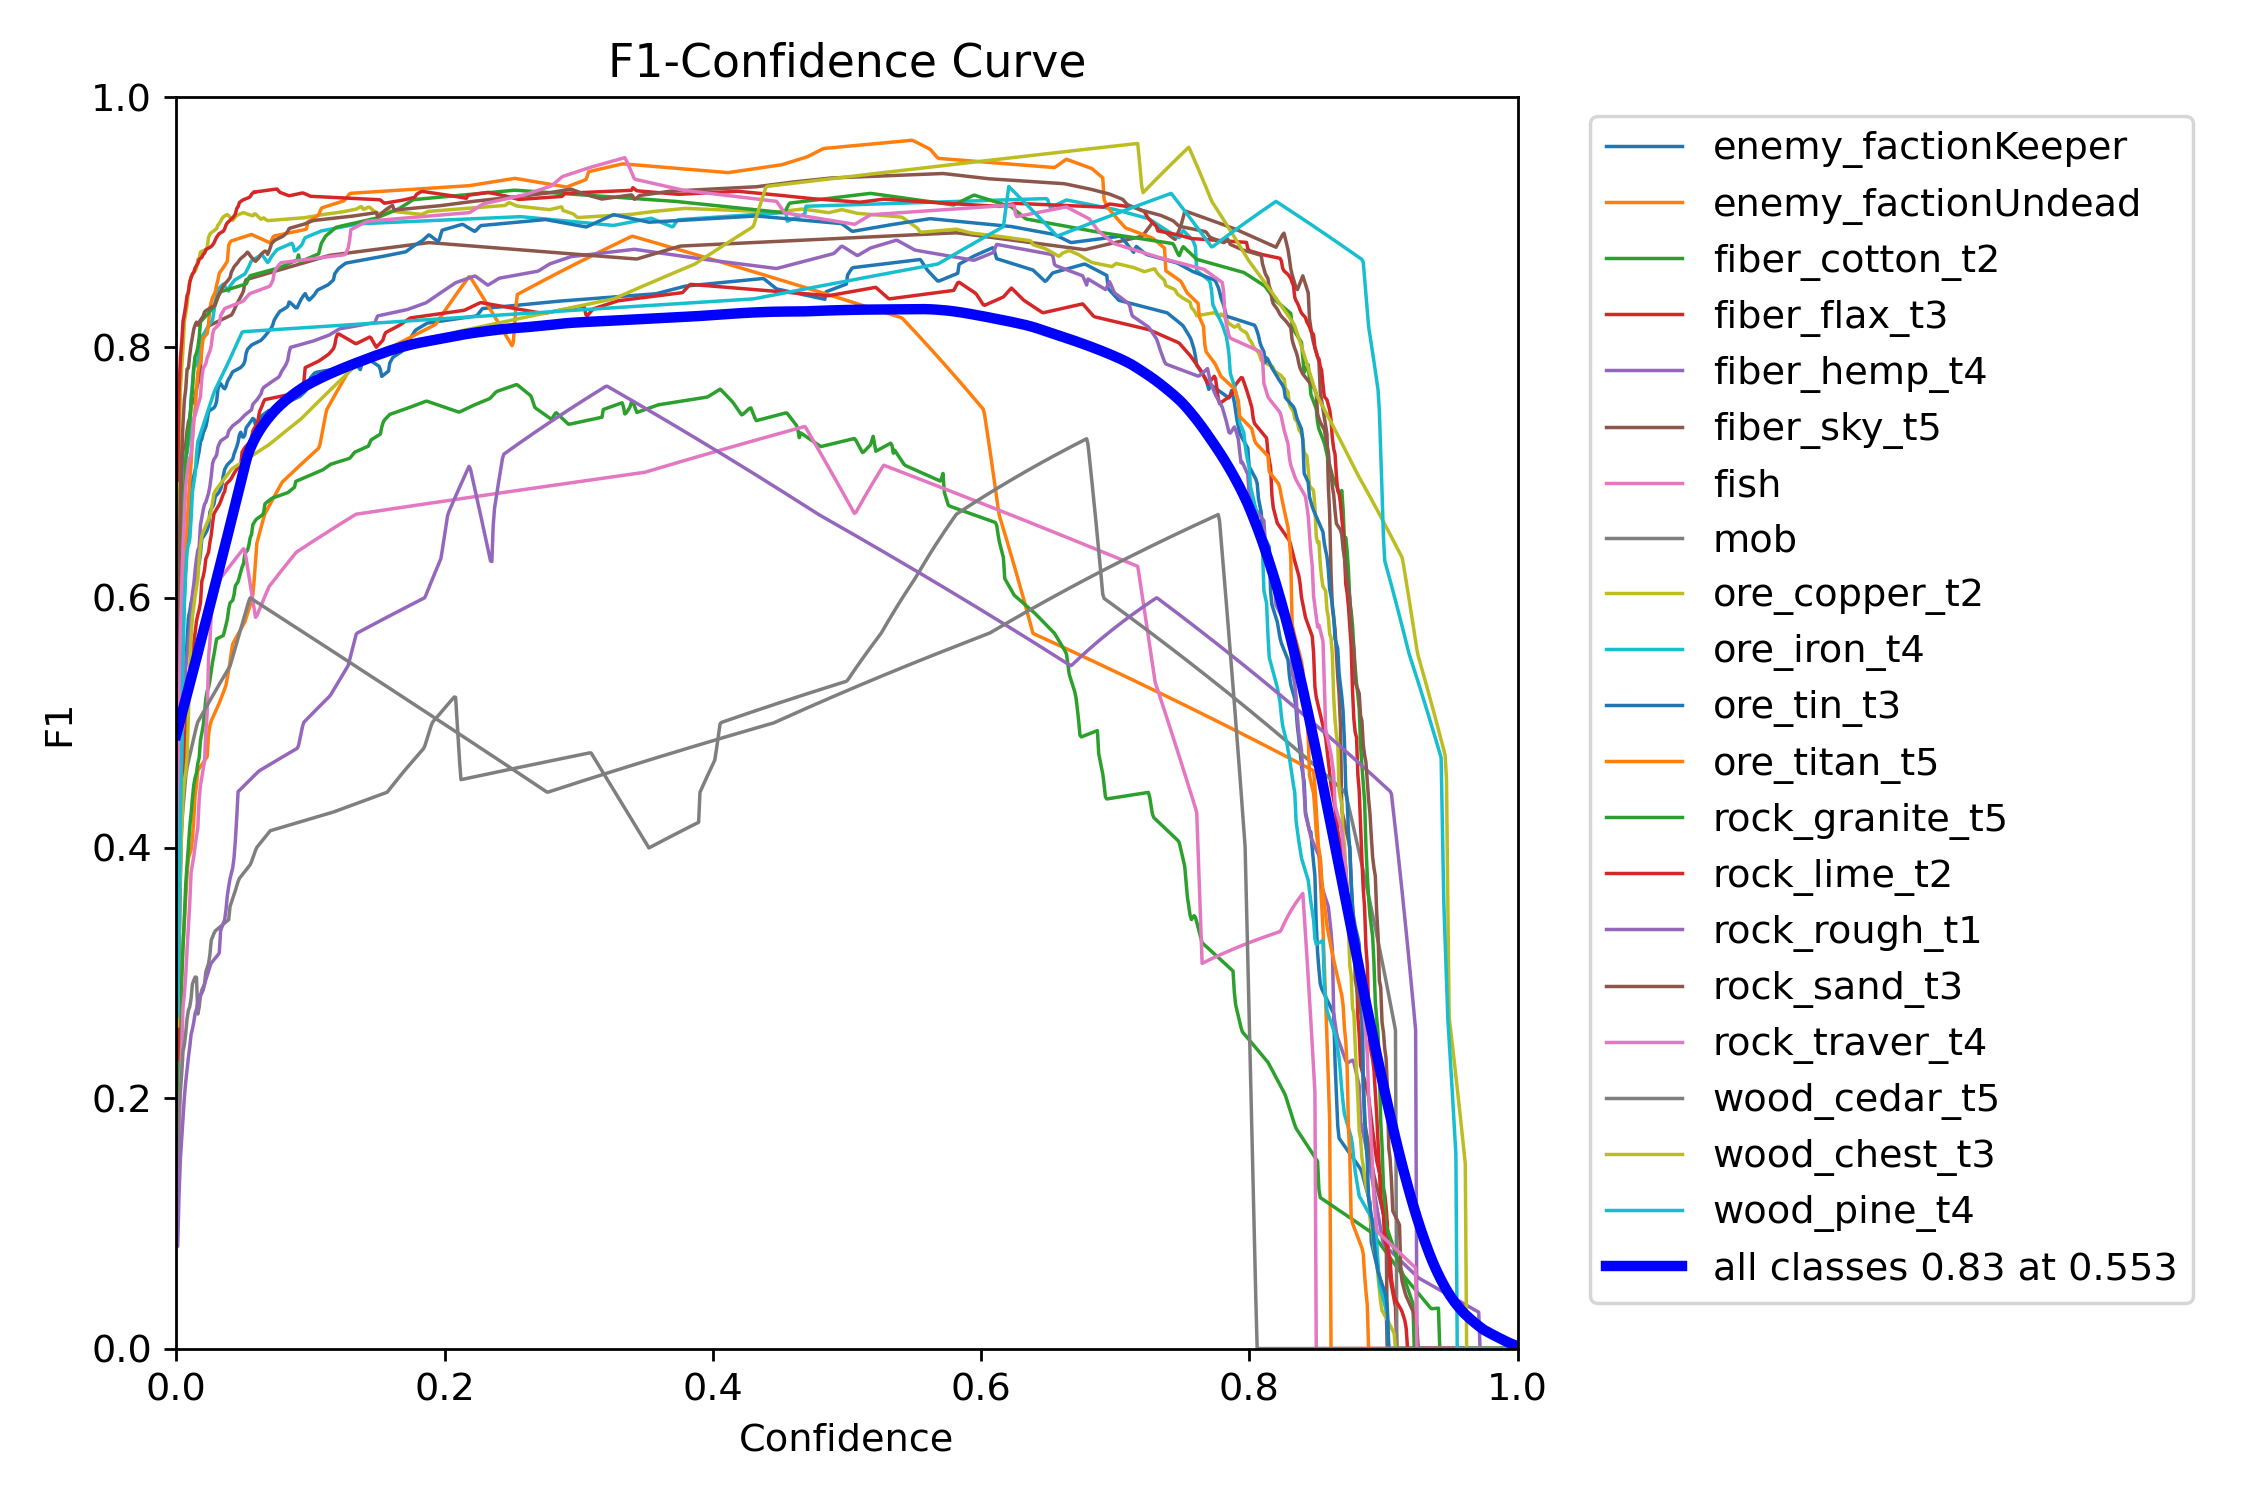 F1-Confidence Curve
1.0
0.8
0.6
0.4
0.2
0.0
F1
0.0 0.2 0.4 0.6 0.8 1.0
Confidence
enemy_factionKeeper
enemy_factionUndead
fiber_cotton_t2
fiber_flax_t3
fiber_hemp_t4
fiber_sky_t5
fish
mob
ore_copper_t2
ore_iron_t4
ore_tin_t3
ore_titan_t5
rock_granite_t5
rock_lime_t2
rock_rough_t1
rock_sand_t3
rock_traver_t4
wood_cedar_t5
wood_chest_t3
wood_pine_t4
all classes 0.83 at 0.553